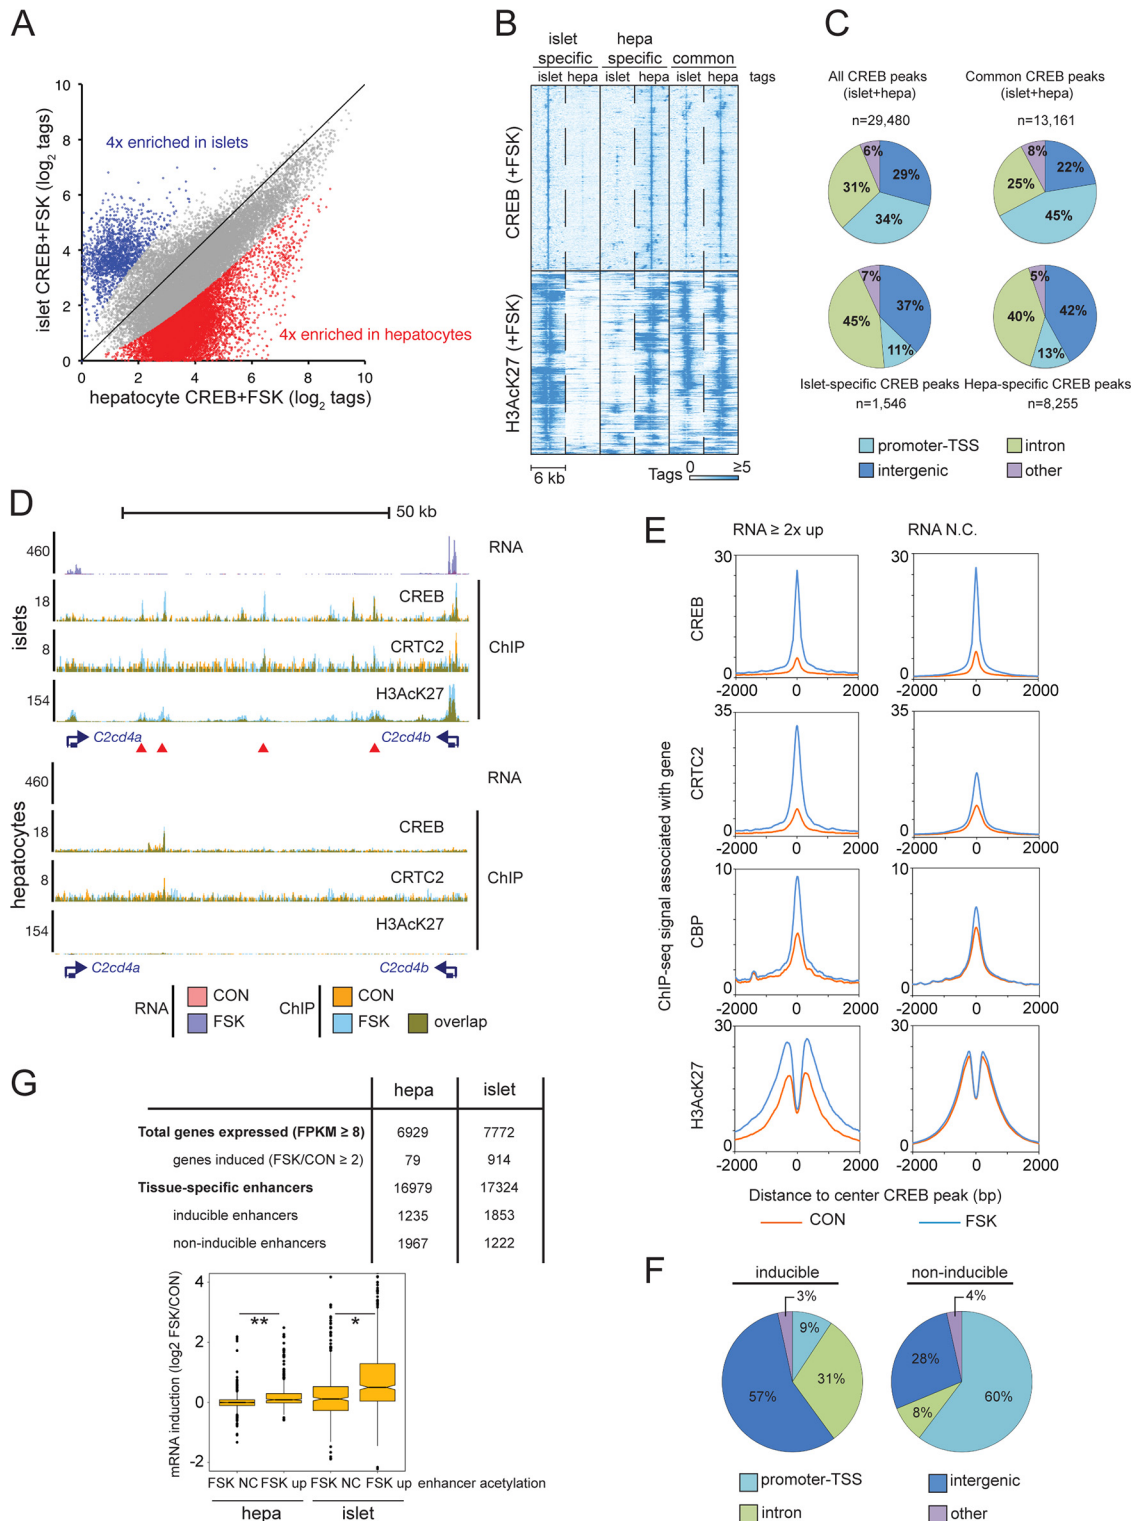 A
10
8
6
4
2
0
islet CREB+FSK (log2 tags)
4x enriched in islets
4x enriched in hepatocytes
0 2 4 6 8 10
hepatocyte CREB+FSK (log2 tags)
B
islet specific
hepa specific
common
islet hepa islet hepa islet hepa tags
CREB (+FSK)
H3AcK27 (+FSK)
6 kb
Tags 0 ≥5
C
All CREB peaks (islet+hepa)
n=29,480
6%
29%
31%
34%
Common CREB peaks (islet+hepa)
n=13,161
8%
22%
25%
45%
7%
37%
45%
11%
Islet-specific CREB peaks
n=1,546
5%
42%
40%
13%
Hepa-specific CREB peaks
n=8,255
promoter-TSS
intron
intergenic
other
D
50 kb
islets
460
RNA
18
CREB
8
CRTC2
ChIP
154
H3AcK27
C2cd4a
C2cd4b
hepatocytes
460
RNA
18
CREB
8
CRTC2
ChIP
154
H3AcK27
C2cd4a
C2cd4b
RNA
CON
FSK
ChIP
CON
FSK
overlap
E
RNA ≥ 2x up
RNA N.C.
ChIP-seq signal associated with gene
CREB
30
0
-2000 0 2000
30
0
-2000 0 2000
CRTC2
35
0
-2000 0 2000
35
0
-2000 0 2000
CBP
10
0
-2000 0 2000
10
0
-2000 0 2000
H3AcK27
30
0
-2000 0 2000
30
0
-2000 0 2000
Distance to center CREB peak (bp)
CON
FSK
F
inducible
3%
9%
31%
57%
non-inducible
4%
28%
8%
60%
promoter-TSS
intergenic
intron
other
G
hepa islet
Total genes expressed (FPKM ≥ 8) 6929 7772
genes induced (FSK/CON ≥ 2) 79 914
Tissue-specific enhancers 16979 17324
inducible enhancers 1235 1853
non-inducible enhancers 1967 1222
mRNA induction (log2 FSK/CON)
4
2
0
-2
**
*
FSK NC FSK up FSK NC FSK up enhancer acetylation
hepa
islet